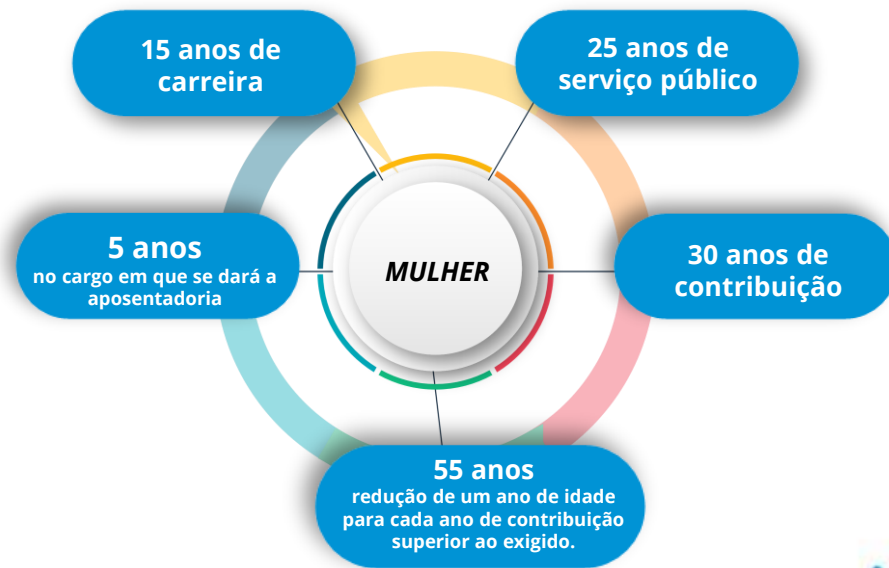 15 anos de
carreira
25 anos de
serviço público
5 anos
no cargo em que se dará a
aposentadoria
MULHER
30 anos de
contribuição
55 anos
redução de um ano de idade
para cada ano de contribuição
superior ao exigido.